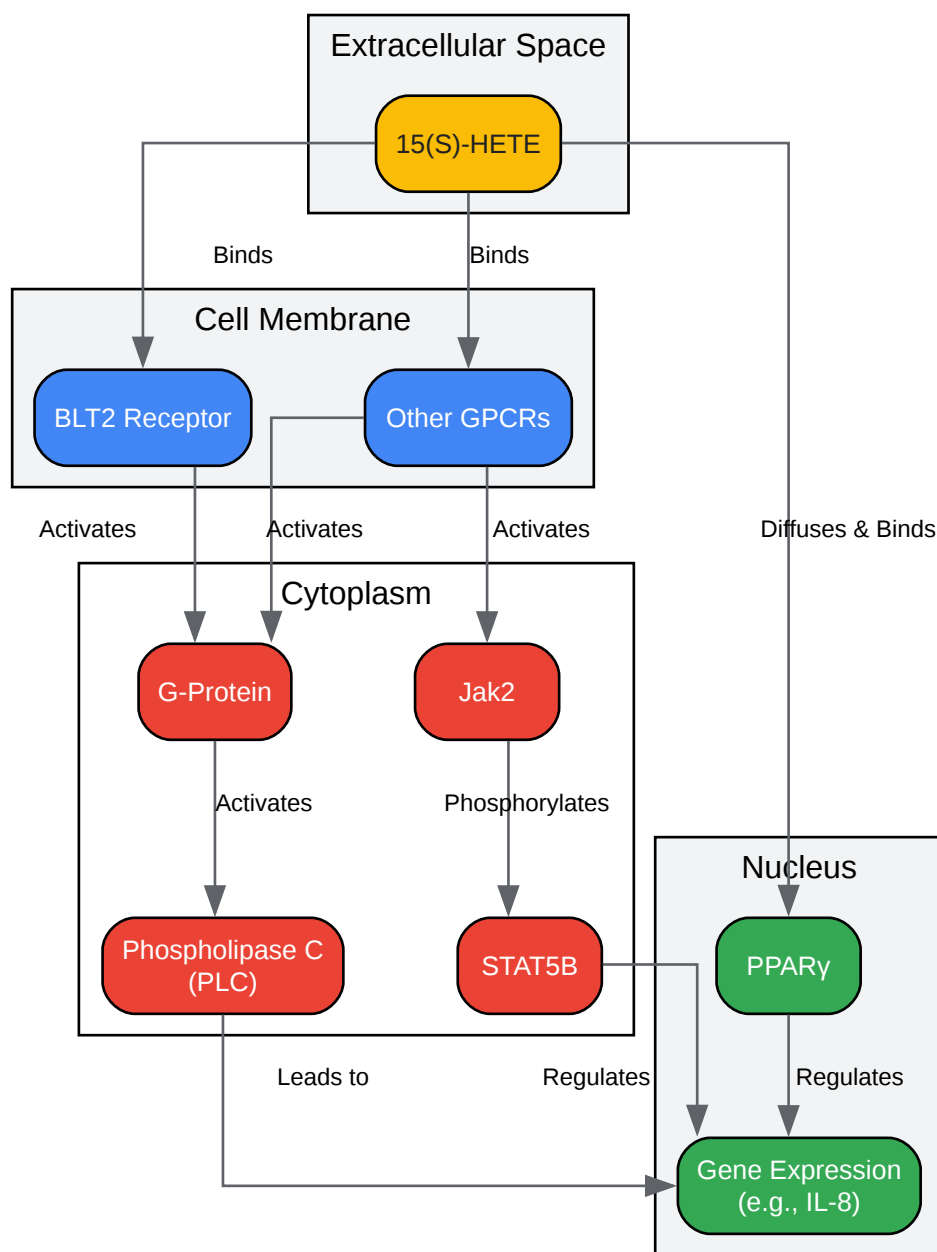 Extracellular Space
15(S)-HETE
Binds
Binds
Cell Membrane
BLT2 Receptor
Other GPCRs
Activates
Activates
Activates
Diffuses & Binds
Cytoplasm
G-Protein
Jak2
Activates
Phosphorylates
Nucleus
Phospholipase C
(PLC)
STAT5B
PPARγ
Leads to
Regulates
Regulates
Gene Expression
(e.g., IL-8)